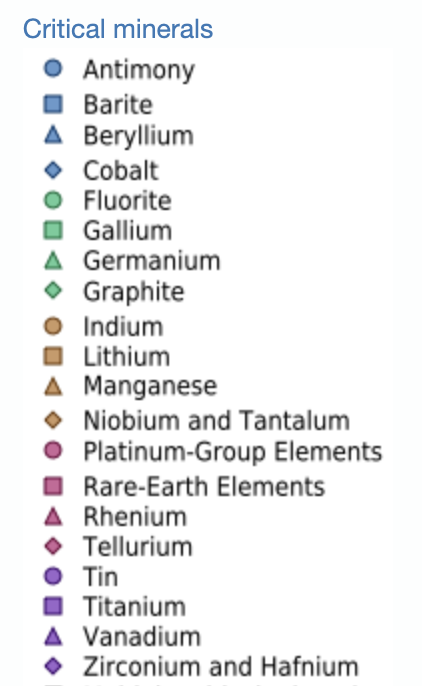 Critical minerals
Antimony
Barite
Beryllium
Cobalt
Fluorite
Gallium
Germanium
Graphite
Indium
Lithium
Manganese
Niobium and Tantalum
Platinum-Group Elements
Rare-Earth Elements
Rhenium
Tellurium
Tin
Titanium
Vanadium
Zirconium and Hafnium